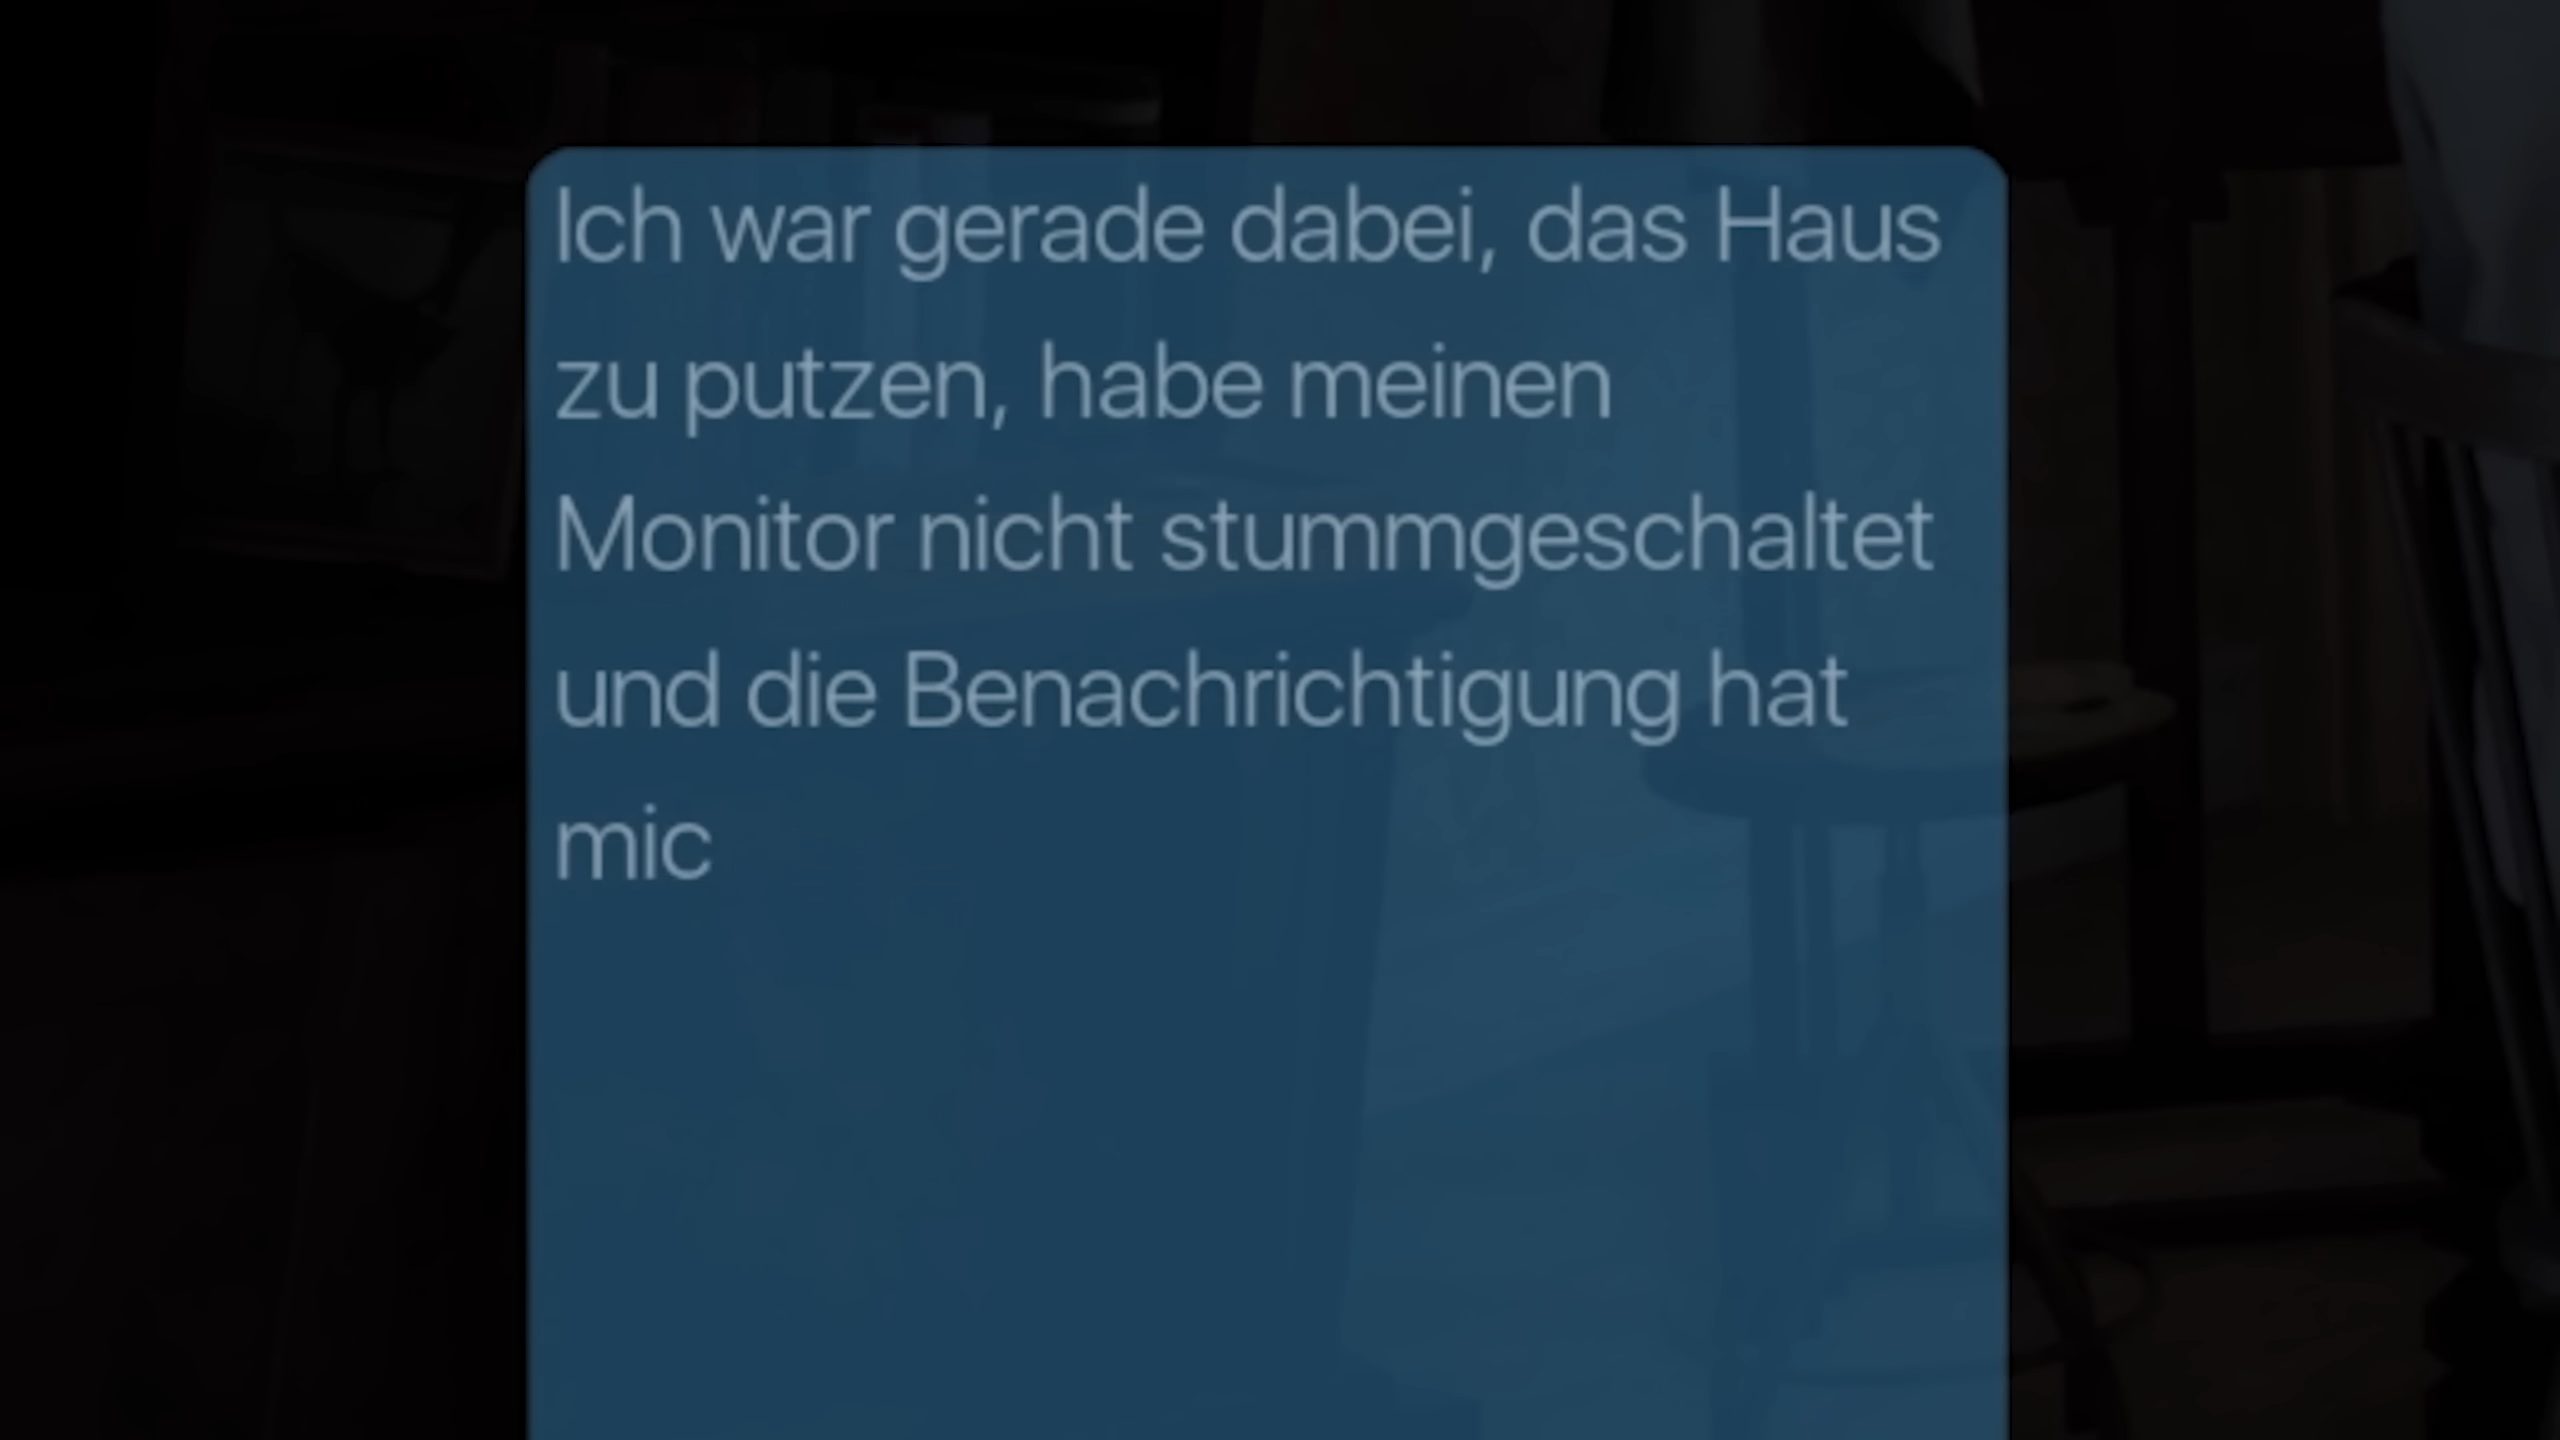 Ich war gerade dabei, das Haus
zu putzen, habe meinen
Monitor nicht stummgeschaltet
und die Benachrichtigung hat
mic